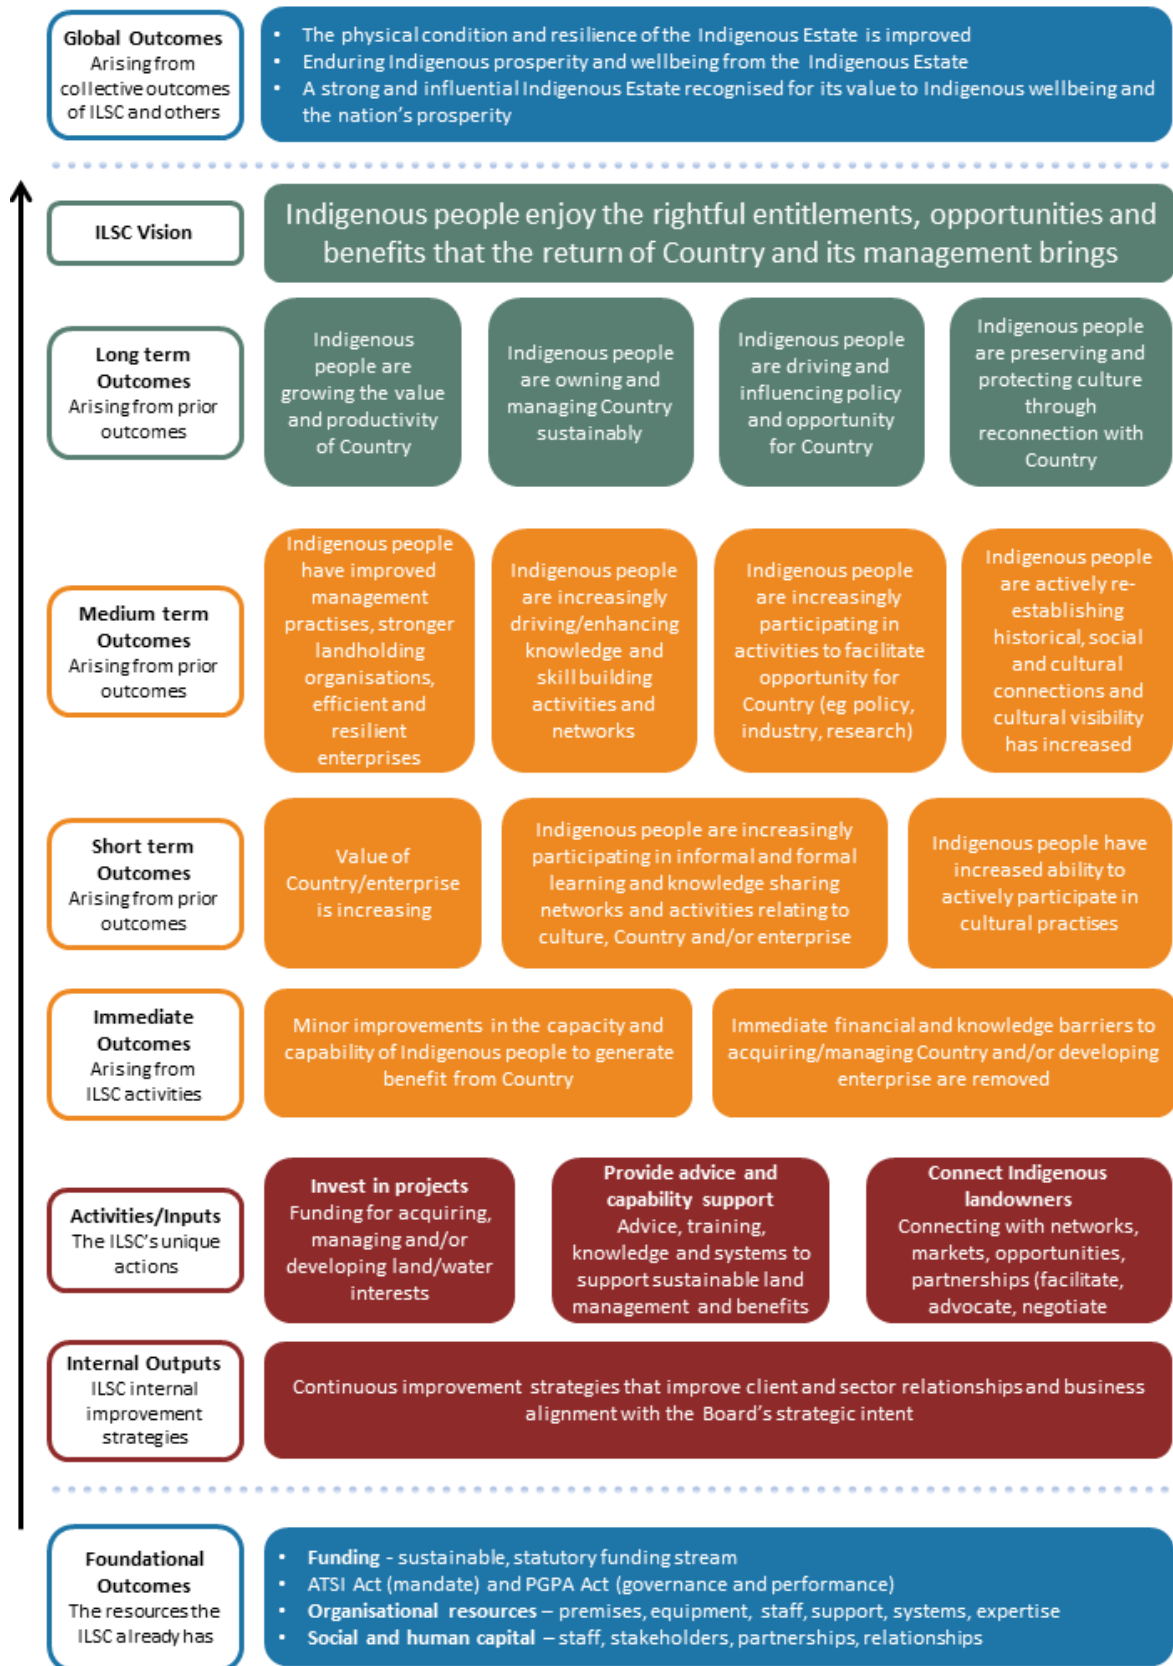 Global Outcomes
Arising from
collective outcomes
of ILSC and others
• The physical condition and resilience of the Indigenous Estate is improved
• Enduring Indigenous prosperity and wellbeing from the Indigenous Estate
• A strong and influential Indigenous Estate recognised for its value to Indigenous wellbeing and
the nation's prosperity
ILSC Vision
Indigenous people enjoy the rightful entitlements, opportunities and
benefits that the return of Country and its management brings
Long term
Outcomes
Arising from prior
outcomes
Indigenous
people are
growing the value
and productivity
of Country
Indigenous people
are owning and
managing Country
sustainably
Indigenous people
are driving and
influencing policy
and opportunity
for Country
Indigenous people
are preserving and
protecting culture
through
reconnection with
Country
Medium term
Outcomes
Arising from prior
outcomes
Indigenous people
have improved
management
practises, stronger
landholding
organisations,
efficient and
resilient
enterprises
Indigenous people
are increasingly
driving/enhancing
knowledge and
skill building
activities and
networks
Indigenous people
are increasingly
participating in
activities to facilitate
opportunity for
Country (eg policy,
industry, research)
Indigenous people
are actively re-
establishing
historical, social
and cultural
connections and
cultural visibility
has increased
Short term
Outcomes
Arising from prior
outcomes
Value of
Country/enterprise
is increasing
Indigenous people are increasingly
participating in informal and formal
learning and knowledge sharing
networks and activities relating to
culture, Country and/or enterprise
Indigenous people have
increased ability to
actively participate in
cultural practises
Immediate
Outcomes
Arising from
ILSC activities
Minor improvements in the capacity and
capability of Indigenous people to generate
benefit from Country
Immediate financial and knowledge barriers to
acquiring/managing Country and/or developing
enterprise are removed
Activities/Inputs
The ILSC's unique
actions
Invest in projects
Funding for acquiring,
managing and/or
developing land/water
interests
Provide advice and
capability support
Advice, training,
knowledge and systems to
support sustainable land
management and benefits
Connect Indigenous
landowners
Connecting with networks,
markets, opportunities,
partnerships (facilitate,
advocate, negotiate
Internal Outputs
ILSC internal
improvement
strategies
Continuous improvement strategies that improve client and sector relationships and business
alignment with the Board's strategic intent
Foundational
Outcomes
The resources the
ILSC already has
• Funding - sustainable, statutory funding stream
• ATSI Act (mandate) and PGPA Act (governance and performance)
• Organisational resources – premises, equipment, staff, support, systems, expertise
• Social and human capital – staff, stakeholders, partnerships, relationships